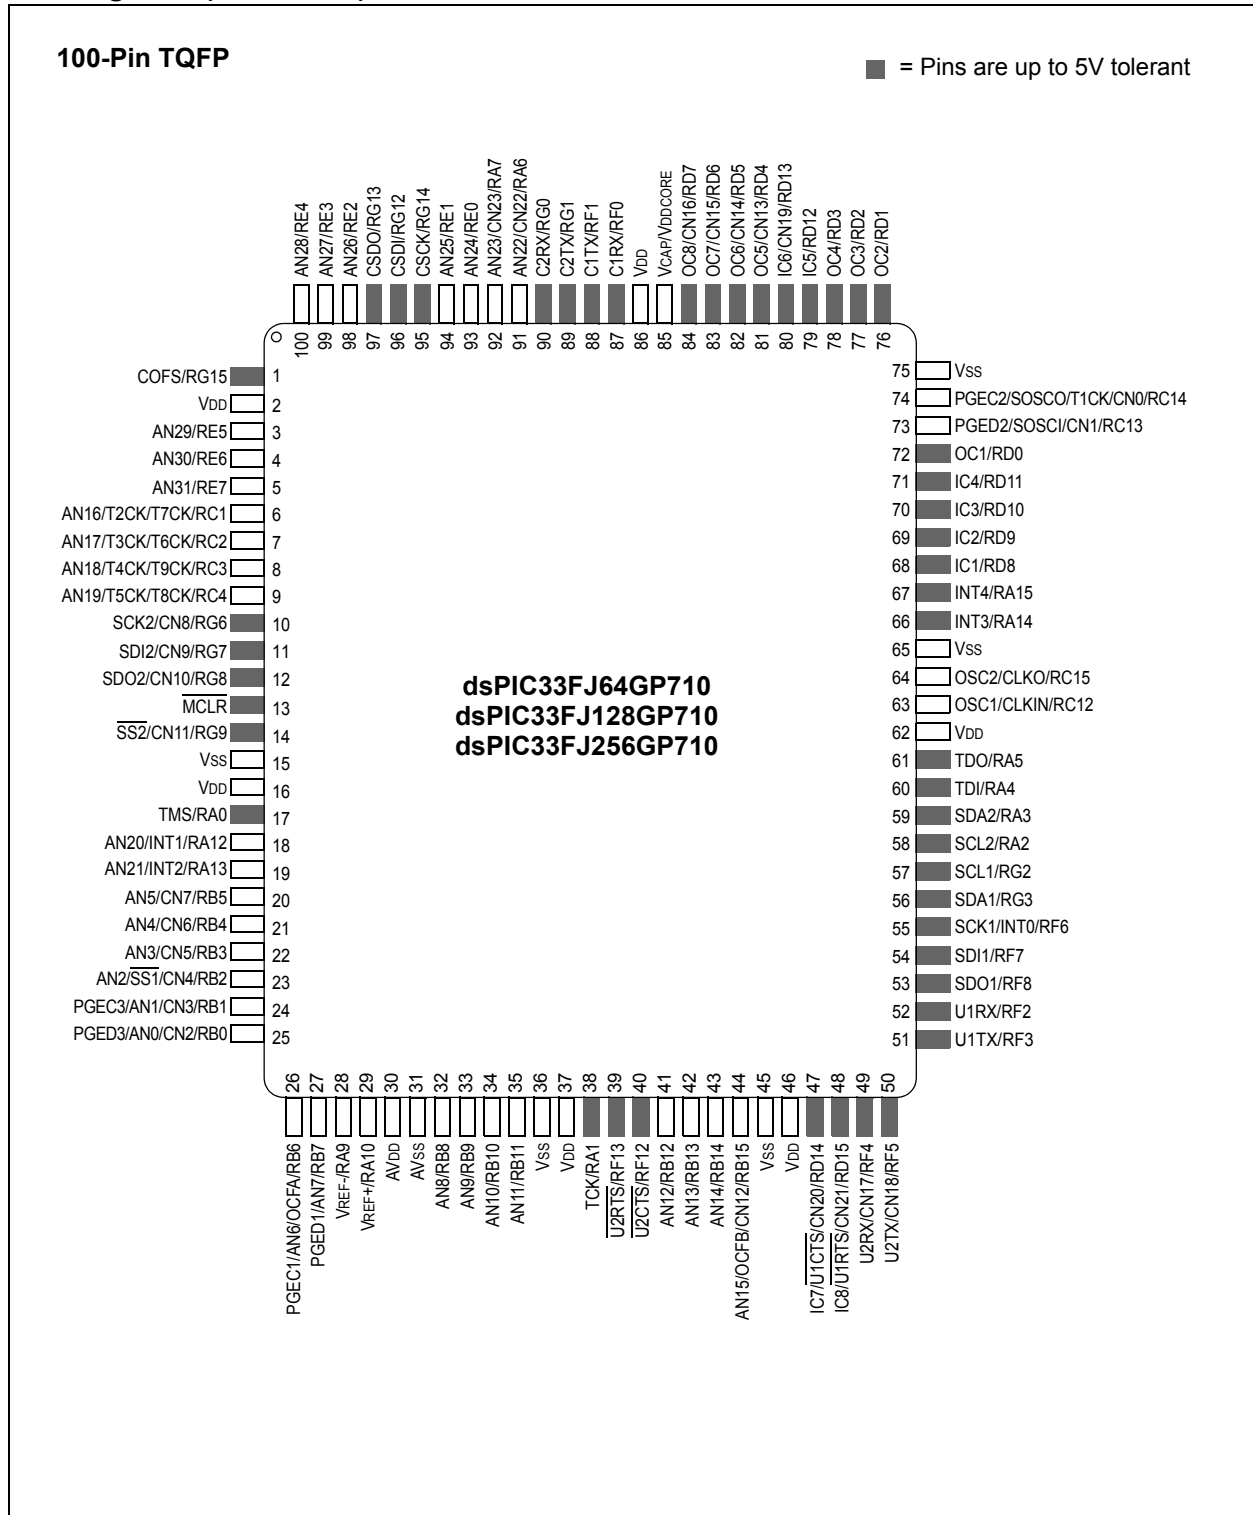 100-Pin TQFP
= Pins are up to 5V tolerant
AN28/RE4
AN27/RE3
AN26/RE2
CSDO/RG13
CSDI/RG12
CSCK/RG14
AN25/RE1
AN24/RE0
AN23/CN23/RA7
AN22/CN22/RA6
C2RX/RG0
C2TX/RG1
C1TX/RF1
C1RX/RF0
VDD
VCAP/VDDCORE
OC8/CN16/RD7
OC7/CN15/RD6
OC6/CN14/RD5
OC5/CN13/RD4
IC6/CN19/RD13
IC5/RD12
OC4/RD3
OC3/RD2
OC2/RD1
100 99 98 97 96 95 94 93 92 91 90 89 88 87 86 85 84 83 82 81 80 79 78 77 76
COFS/RG15 1
VDD 2
AN29/RE5 3
AN30/RE6 4
AN31/RE7 5
AN16/T2CK/T7CK/RC1 6
AN17/T3CK/T6CK/RC2 7
AN18/T4CK/T9CK/RC3 8
AN19/T5CK/T8CK/RC4 9
SCK2/CN8/RG6 10
SDI2/CN9/RG7 11
SDO2/CN10/RG8 12
MCLR 13
SS2/CN11/RG9 14
VSS 15
VDD 16
TMS/RA0 17
AN20/INT1/RA12 18
AN21/INT2/RA13 19
AN5/CN7/RB5 20
AN4/CN6/RB4 21
AN3/CN5/RB3 22
AN2/SS1/CN4/RB2 23
PGEC3/AN1/CN3/RB1 24
PGED3/AN0/CN2/RB0 25
dsPIC33FJ64GP710
dsPIC33FJ128GP710
dsPIC33FJ256GP710
75 VSS
74 PGEC2/SOSCO/T1CK/CN0/RC14
73 PGED2/SOSCI/CN1/RC13
72 OC1/RD0
71 IC4/RD11
70 IC3/RD10
69 IC2/RD9
68 IC1/RD8
67 INT4/RA15
66 INT3/RA14
65 VSS
64 OSC2/CLKO/RC15
63 OSC1/CLKIN/RC12
62 VDD
61 TDO/RA5
60 TDI/RA4
59 SDA2/RA3
58 SCL2/RA2
57 SCL1/RG2
56 SDA1/RG3
55 SCK1/INT0/RF6
54 SDI1/RF7
53 SDO1/RF8
52 U1RX/RF2
51 U1TX/RF3
26 27 28 29 30 31 32 33 34 35 36 37 38 39 40 41 42 43 44 45 46 47 48 49 50
PGEC1/AN6/OCFA/RB6
PGED1/AN7/RB7
VREF-/RA9
VREF+/RA10
AVDD
AVSS
AN8/RB8
AN9/RB9
AN10/RB10
AN11/RB11
VSS
VDD
TCK/RA1
U2RTS/RF13
U2CTS/RF12
AN12/RB12
AN13/RB13
AN14/RB14
AN15/OCFB/CN12/RB15
VSS
VDD
IC7/U1CTS/CN20/RD14
IC8/U1RTS/CN21/RD15
U2RX/CN17/RF4
U2TX/CN18/RF5